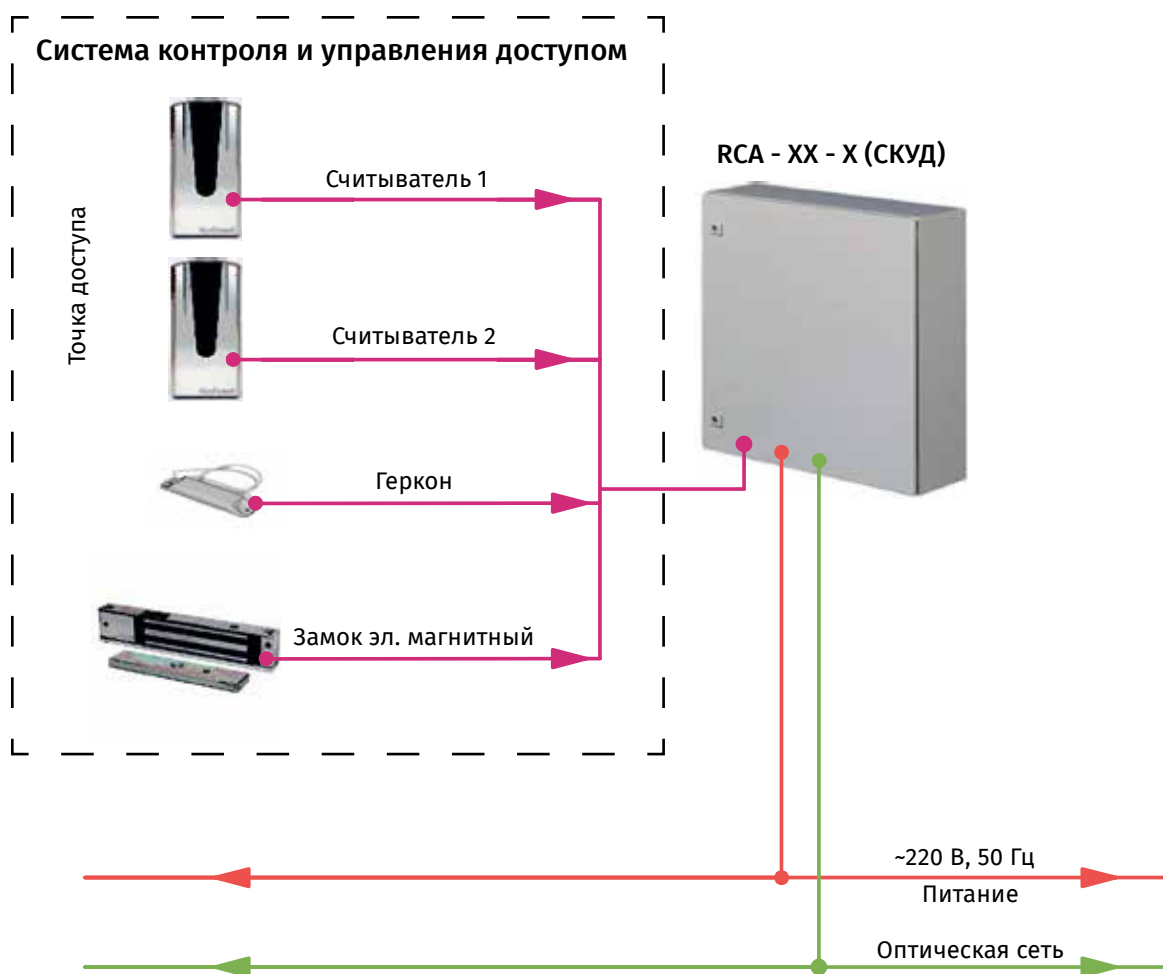 Система контроля и управления доступом
RCA - XX - X (СКУД)
Точка доступа
Считыватель 1
Считыватель 2
Геркон
Замок эл. магнитный
~220 В, 50 Гц
Питание
Оптическая сеть